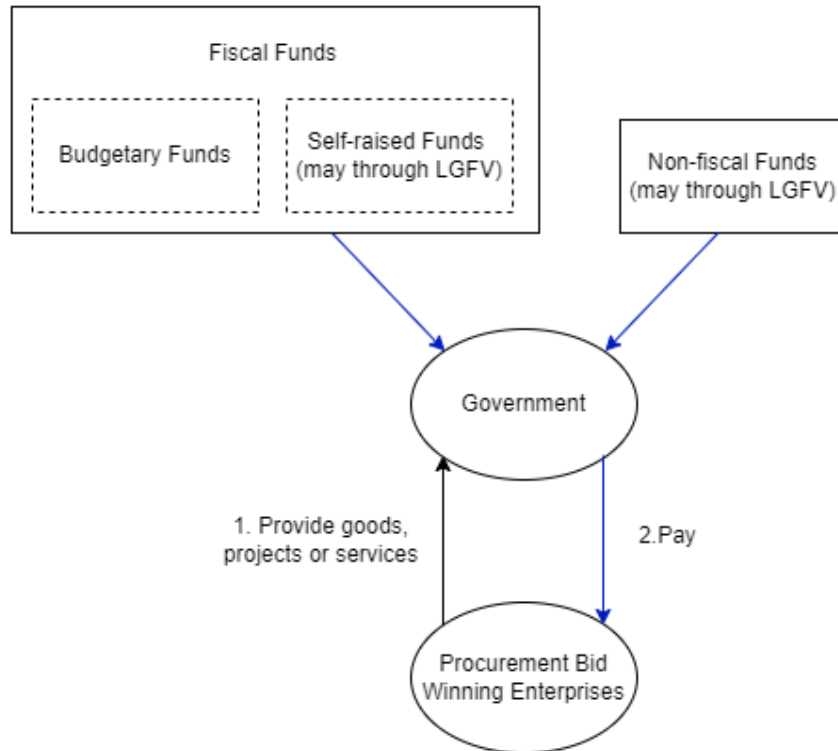 Fiscal Funds
Budgetary Funds
Self-raised Funds
(may through LGFV)
Non-fiscal Funds
(may through LGFV)
Government
1. Provide goods,
projects or services
2.Pay
Procurement Bid
Winning Enterprises